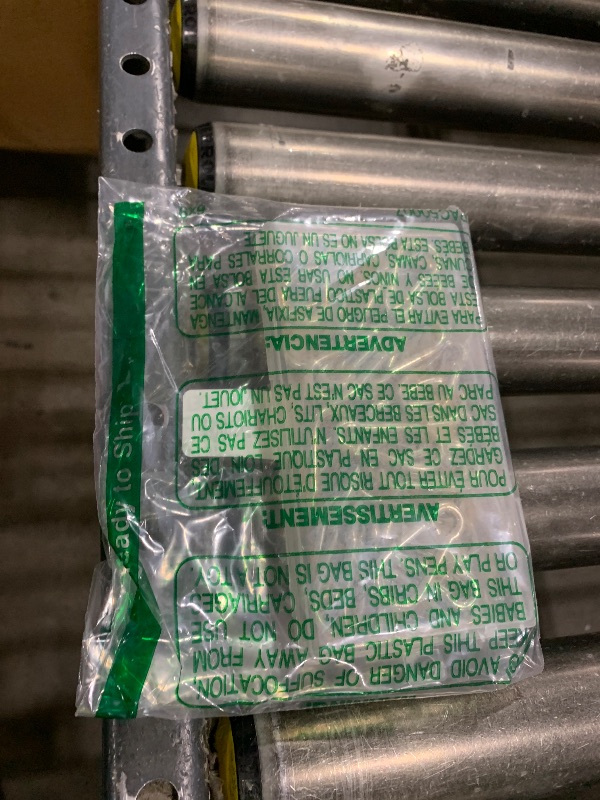 TO AVOID DANGER OF SUFFOCATION,
KEEP THIS PLASTIC BAG AWAY FROM
BABIES AND CHILDREN. DO NOT USE
THIS BAG IN CRIBS, BEDS, CARRIAGES
OR PLAY PENS. THIS BAG IS NOT A TOY.
AVERTISSEMENT:
POUR ÉVITER TOUT RISQUE D'ÉTOUFFEMENT,
GARDEZ CE SAC EN PLASTIQUE LOIN DES
BÉBÉS ET LES ENFANTS. N'UTILISEZ PAS CE
SAC DANS LES BERCEAUX, LITS, CHARIOTS OU
PARC AU BEBE. CE SAC N'EST PAS UN JOUET.
ADVERTENCIA:
PARA EVITAR EL PELIGRO DE ASFIXIA, MANTENGA
ESTA BOLSA DE PLASTICO FUERA DEL ALCANCE
DE BEBES Y NINOS. NO USAR ESTA BOLSA EN
CUNAS, CAMAS, CARRIOLAS O CORRALES PARA
BEBES. ESTA BOLSA NO ES UN JUGUETE
eady to Ship